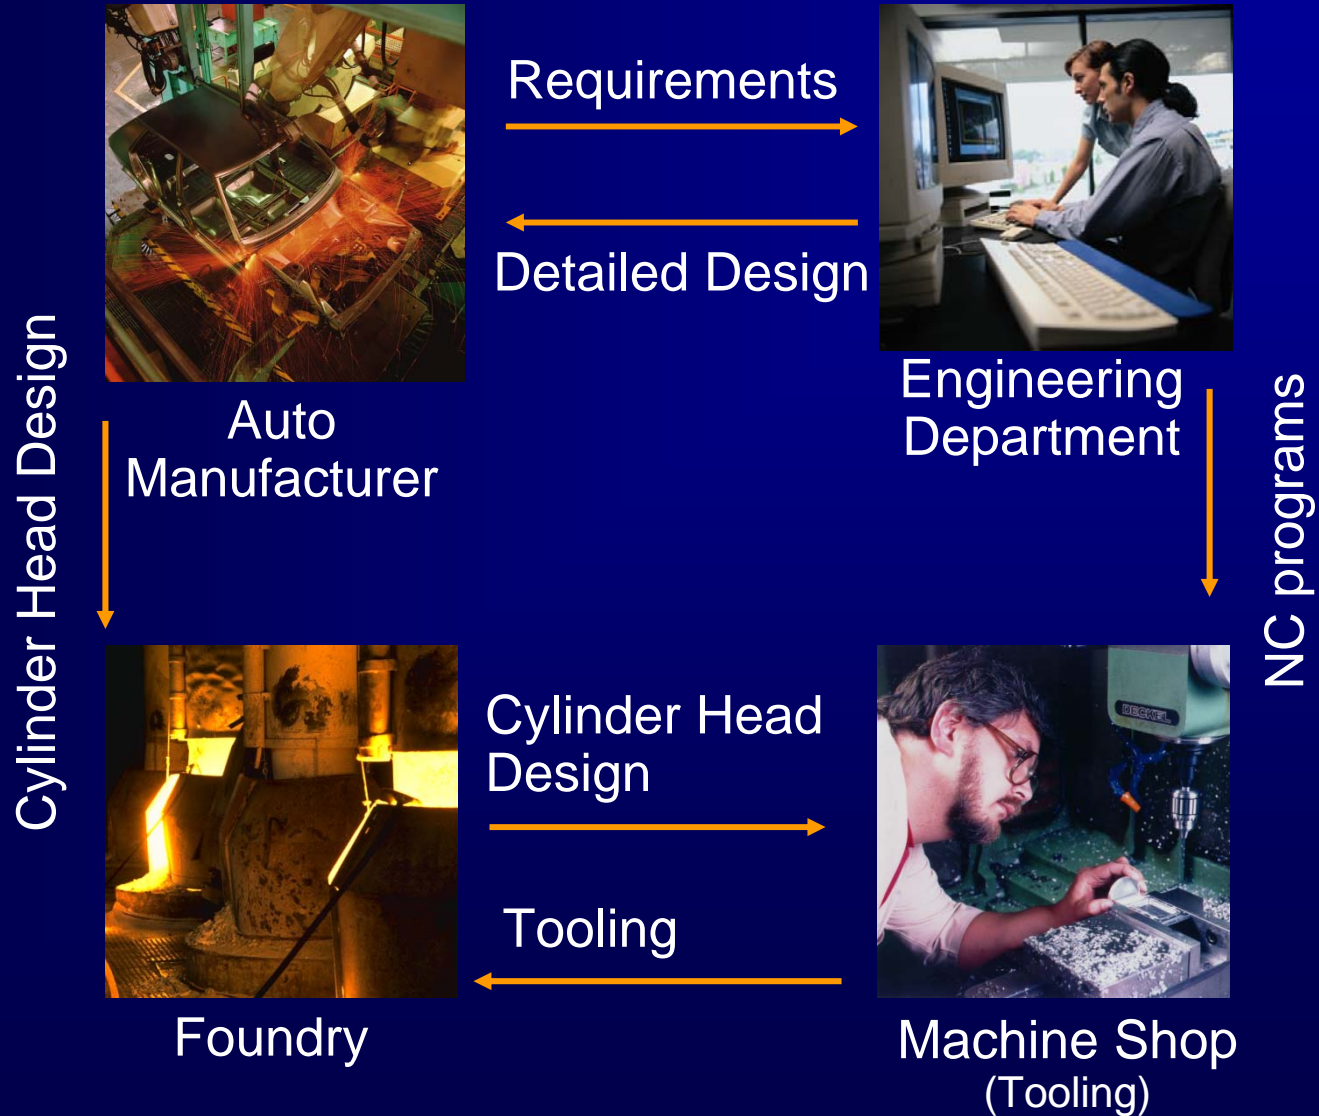 Requirements
Detailed Design
Auto
Manufacturer
Engineering
Department
Cylinder Head Design
NC programs
Cylinder Head
Design
Tooling
DECKEL
Foundry
Machine Shop
(Tooling)